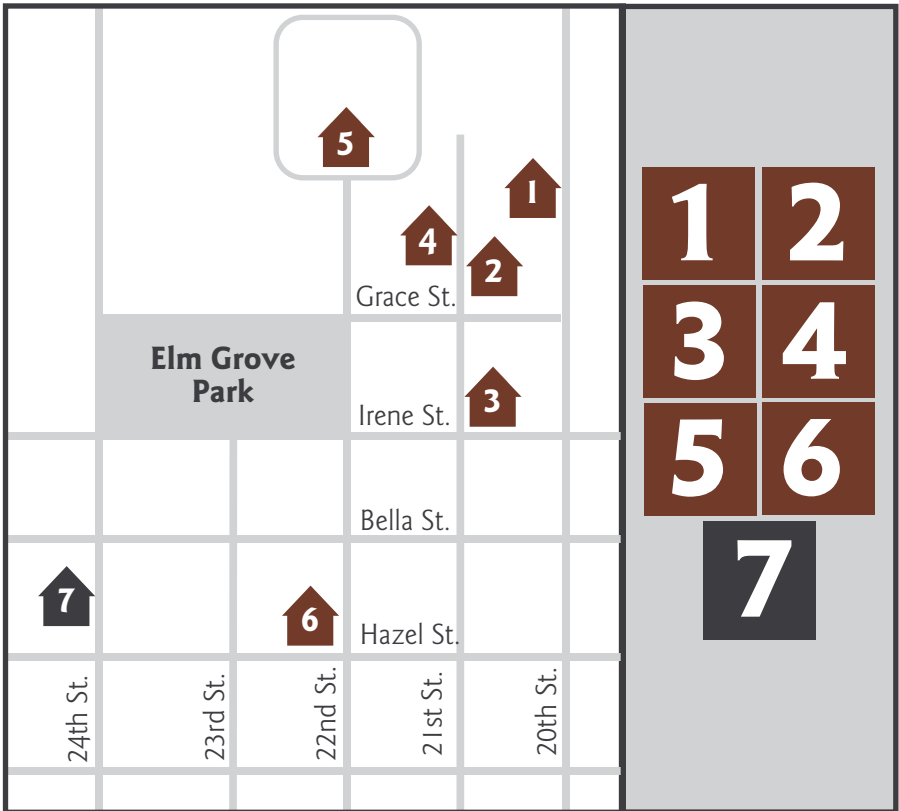 5
1
4
2
Grace St.
Elm Grove
Park
3
Irene St.
Bella St.
7
6
Hazel St.
24th St.
23rd St.
22nd St.
21st St.
20th St.
1 2
3 4
5 6
7